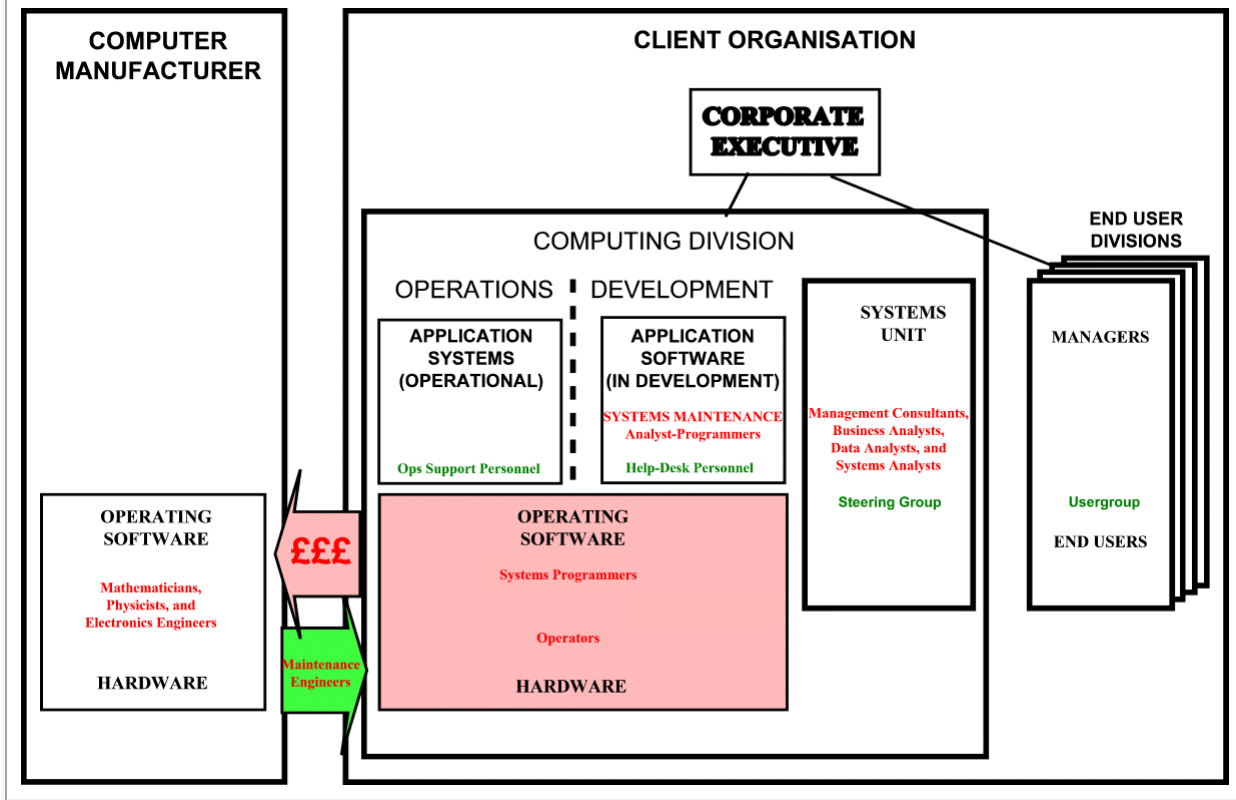 COMPUTER
MANUFACTURER
OPERATING
SOFTWARE
Mathematicians,
Physicists, and
Electronics Engineers
HARDWARE
£££
Maintenance
Engineers
CLIENT ORGANISATION
CORPORATE
EXECUTIVE
COMPUTING DIVISION
OPERATIONS
APPLICATION
SYSTEMS
(OPERATIONAL)
Ops Support Personnel
DEVELOPMENT
APPLICATION
SOFTWARE
(IN DEVELOPMENT)
SYSTEMS MAINTENANCE
Analyst-Programmers
Help-Desk Personnel
OPERATING
SOFTWARE
Systems Programmers
Operators
HARDWARE
SYSTEMS
UNIT
Management Consultants,
Business Analysts,
Data Analysts, and
Systems Analysts
Steering Group
END USER
DIVISIONS
MANAGERS
Usergroup
END USERS